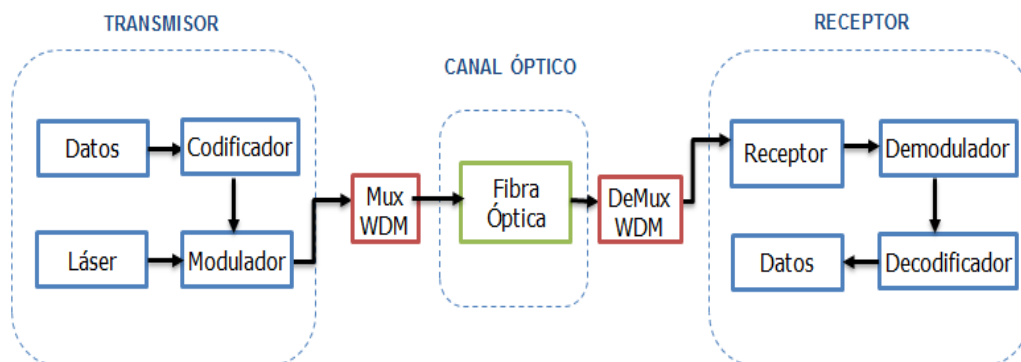 TRANSMISOR
Datos
Codificador
Láser
Modulador
Mux
WDM
CANAL ÓPTICO
Fibra
Óptica
DeMux
WDM
RECEPTOR
Receptor
Demodulador
Datos
Decodificador